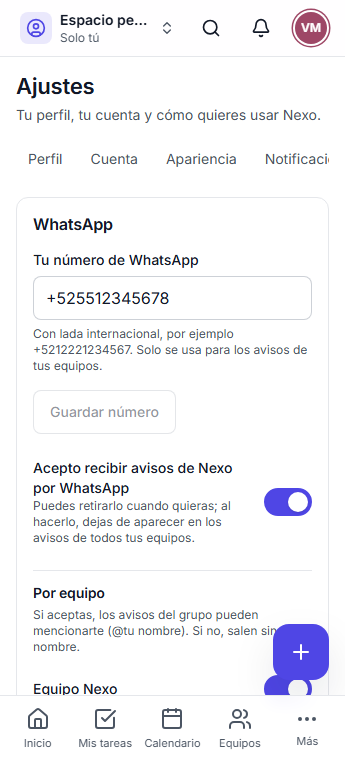 Espacio pe...
Solo tú
VM
Ajustes
Tu perfil, tu cuenta y cómo quieres usar Nexo.
Perfil Cuenta Apariencia Notificaci
WhatsApp
Tu número de WhatsApp
+525512345678
Con lada internacional, por ejemplo
+5212221234567. Solo se usa para los avisos de
tus equipos.
Guardar número
Acepto recibir avisos de Nexo
por WhatsApp
Puedes retirarlo cuando quieras; al
hacerlo, dejas de aparecer en los
avisos de todos tus equipos.
Por equipo
Si aceptas, los avisos del grupo pueden
mencionarte (@tu nombre). Si no, salen sin
nombre.
Equipo Nexo
Inicio Mis tareas Calendario Equipos Más